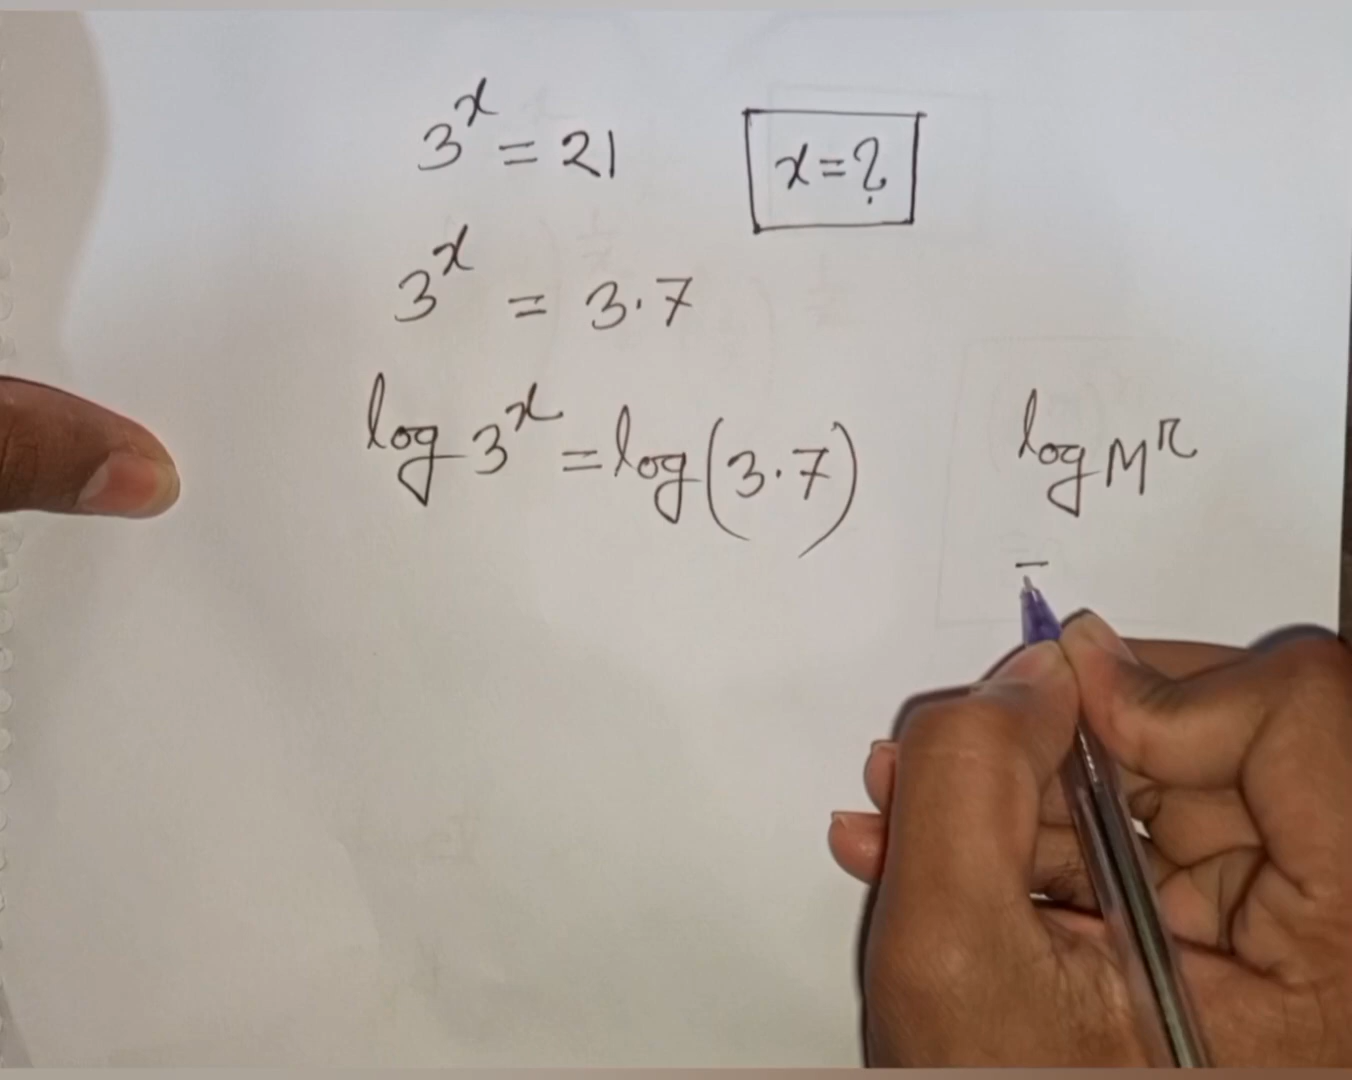 3^x = 21
x = ?
3^x = 3.7
log 3^x = log(3.7)
log M^r